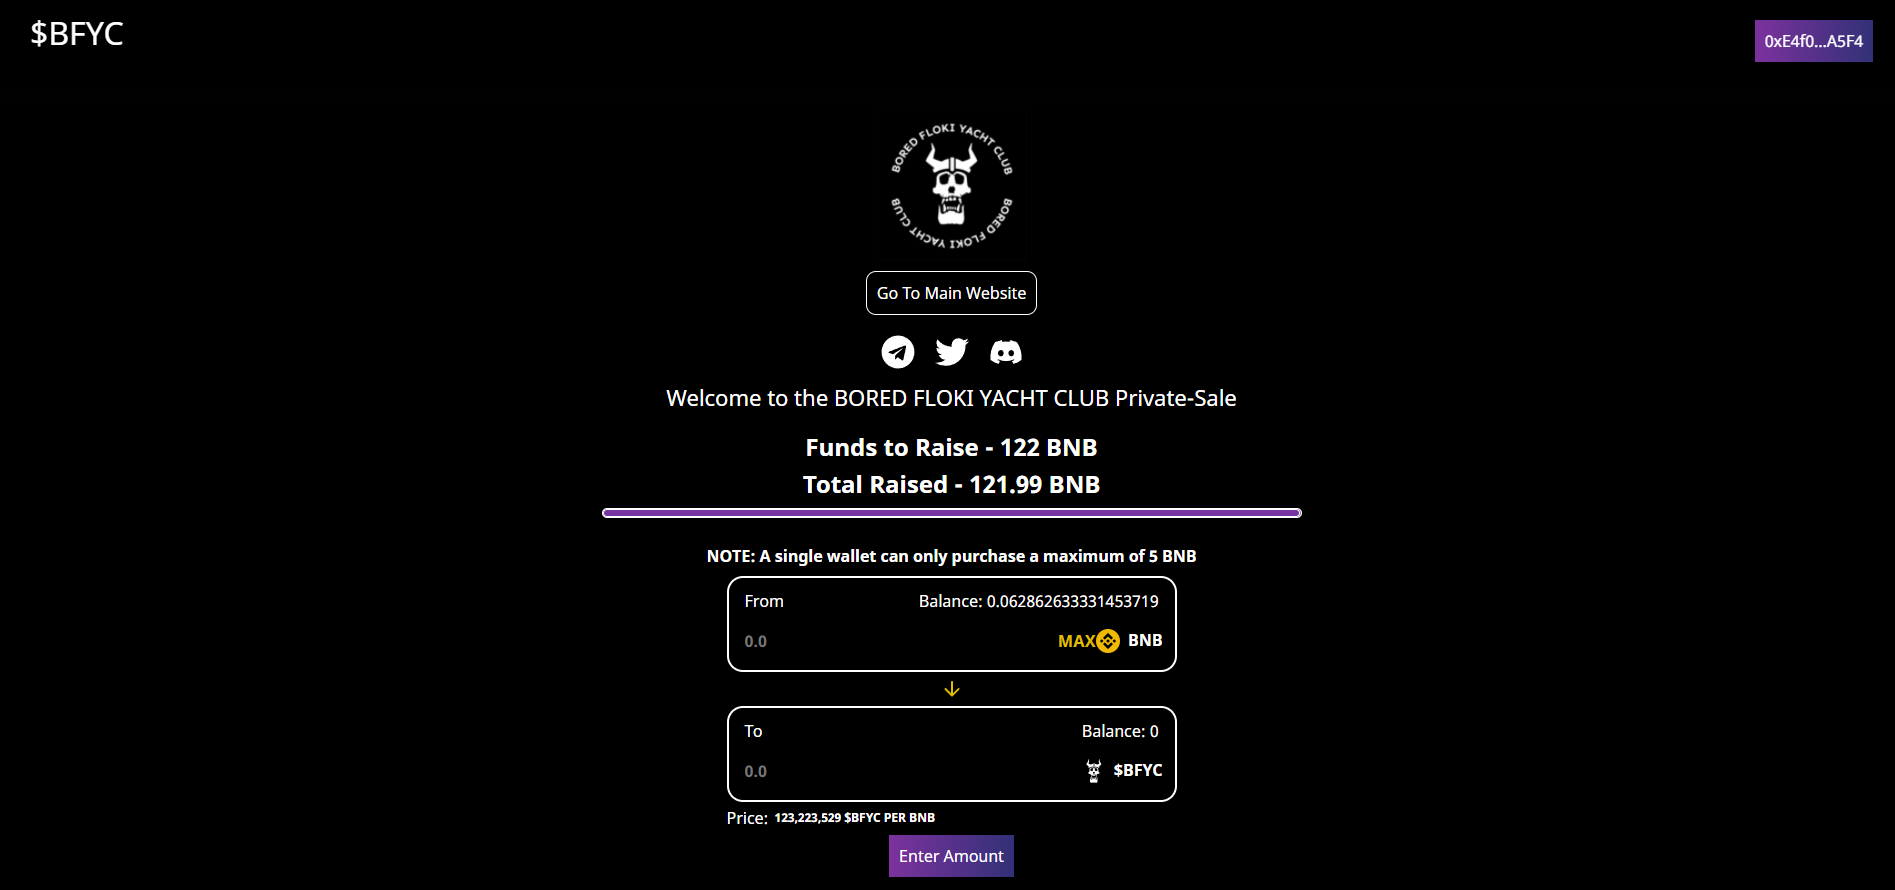 $BFYC
0xE4f0...A5F4
BORED FLOKI YACHT CLUB
BORED FLOKI YACHT CLUB
Go To Main Website
Welcome to the BORED FLOKI YACHT CLUB Private-Sale
Funds to Raise - 122 BNB
Total Raised - 121.99 BNB
NOTE: A single wallet can only purchase a maximum of 5 BNB
From Balance: 0.062862633331453719
0.0 MAX BNB
To Balance: 0
0.0 $BFYC
Price: 123,223,529 $BFYC PER BNB
Enter Amount